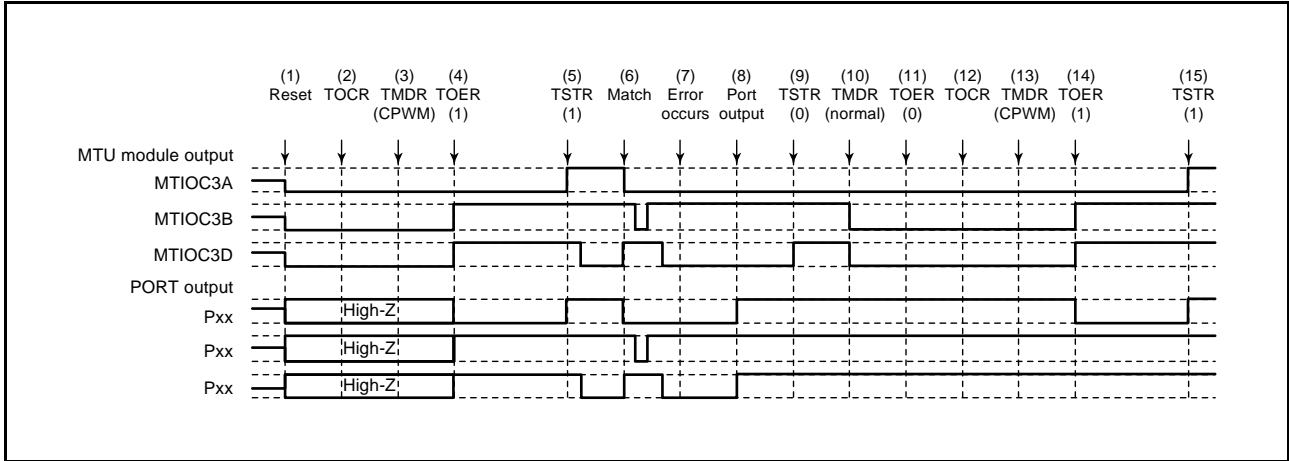 (1) (2) (3) (4) (5) (6) (7) (8) (9) (10) (11) (12) (13) (14) (15)
Reset TOCR TMDR TOER TSTR Match Error Port TSTR TMDR TOER TOCR TMDR TOER TSTR
(CPWM) (1) (1) occurs output (0) (normal) (0) (CPWM) (1) (1)
MTU module output
MTIOC3A
MTIOC3B
MTIOC3D
PORT output
Pxx High-Z
Pxx High-Z
Pxx High-Z